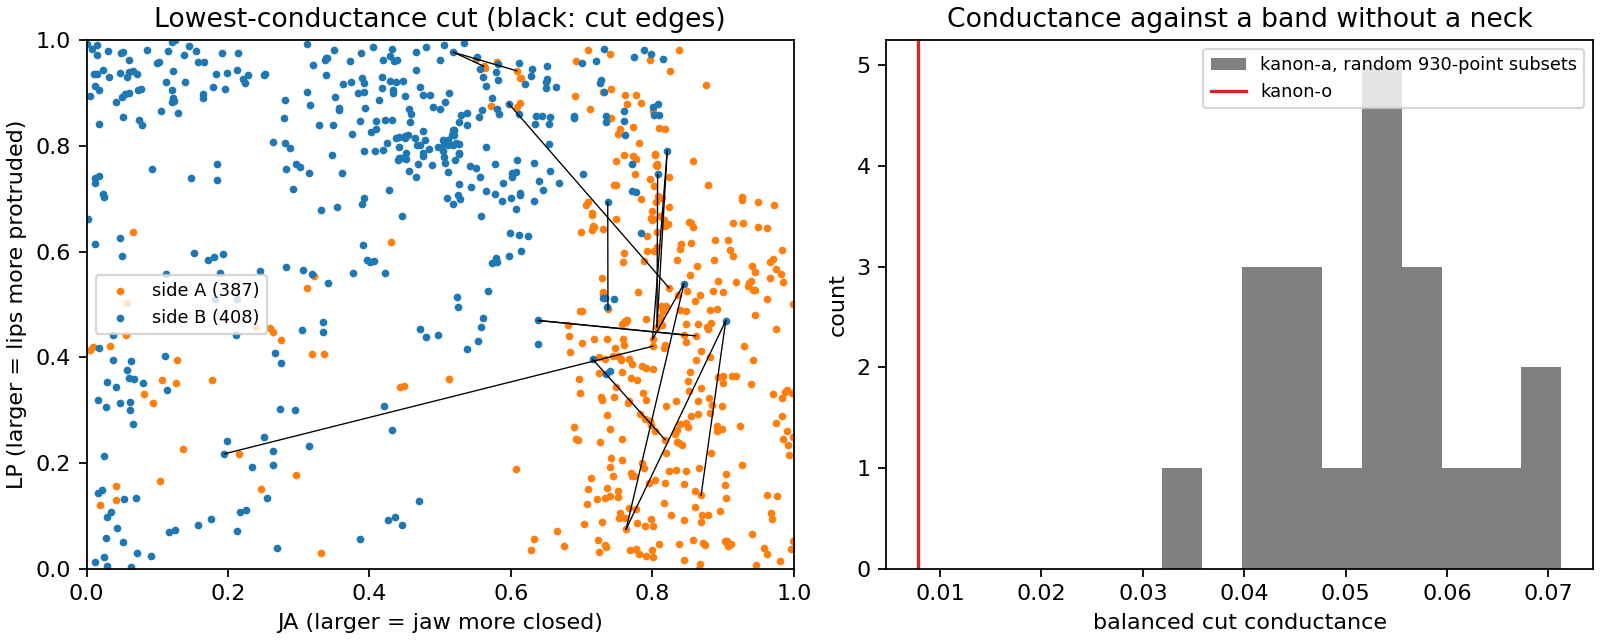 Lowest-conductance cut (black: cut edges)
LP (larger = lips more protruded)
1.0
0.8
0.6
0.4
0.2
0.0
side A (387)
side B (408)
0.0 0.2 0.4 0.6 0.8 1.0
JA (larger = jaw more closed)
Conductance against a band without a neck
count
5
4
3
2
1
0
kanon-a, random 930-point subsets
kanon-o
0.01 0.02 0.03 0.04 0.05 0.06 0.07
balanced cut conductance